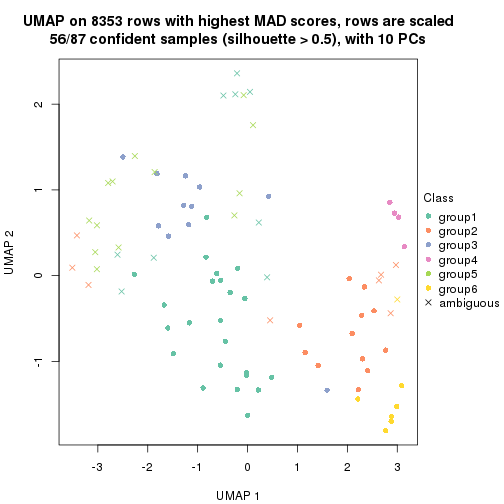 UMAP on 8353 rows with highest MAD scores, rows are scaled
56/87 confident samples (silhouette > 0.5), with 10 PCs
UMAP 2
2
1
0
-1
-3
-2
-1
0
1
2
3
UMAP 1
Class
group1
group2
group3
group4
group5
group6
ambiguous